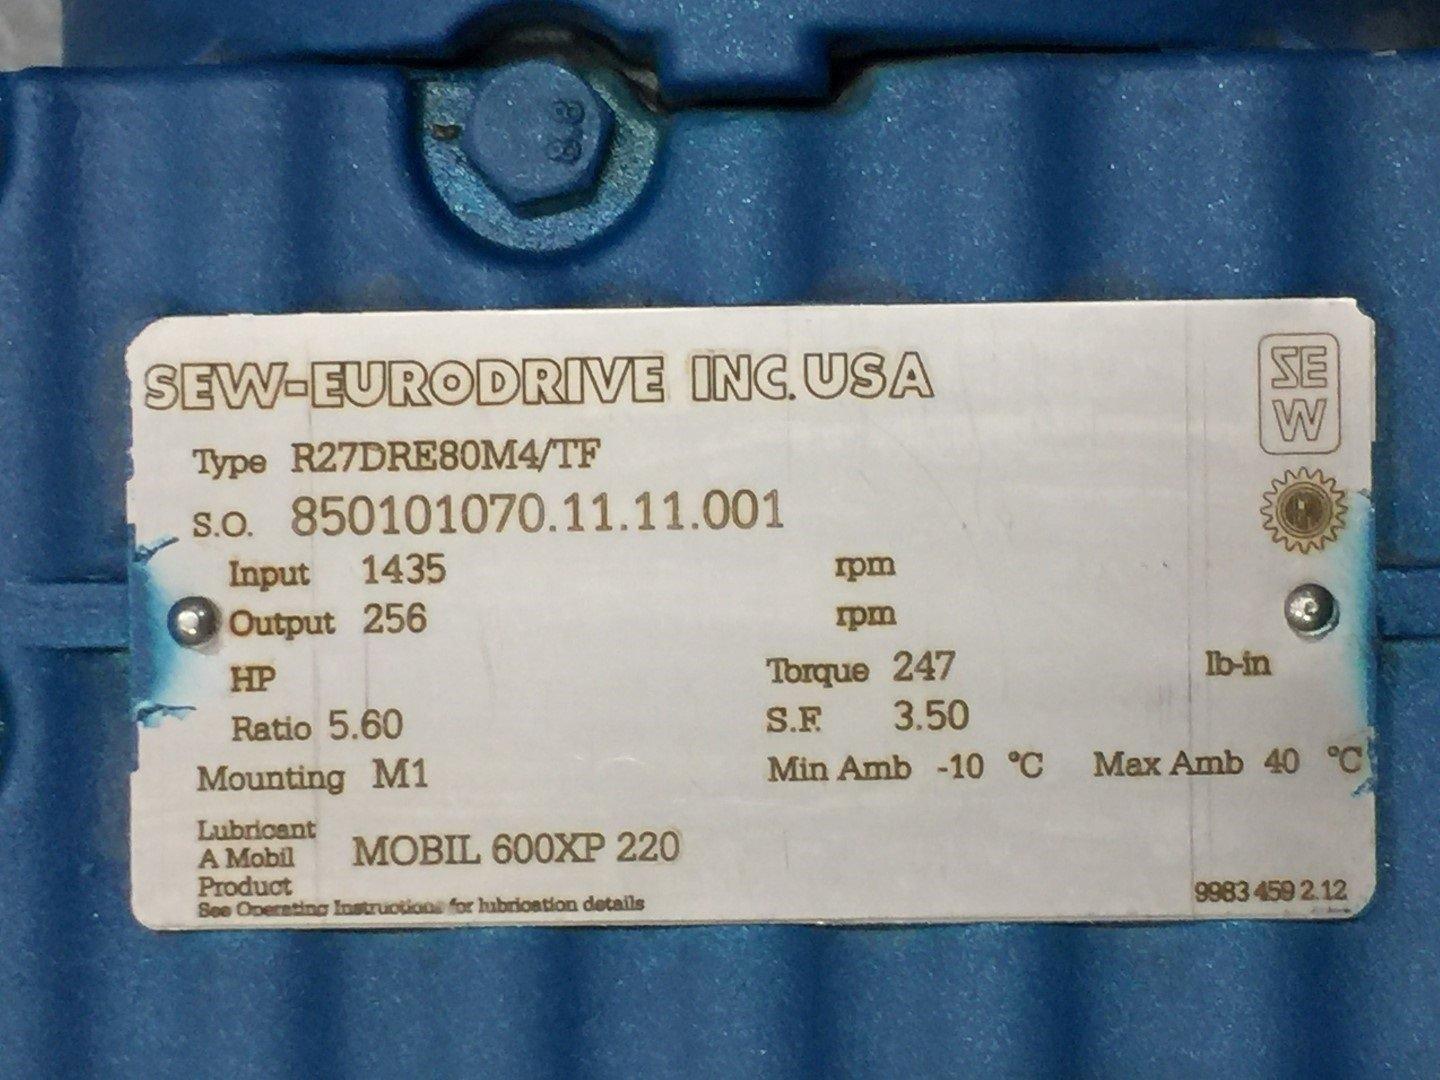 8.8
SEW-EURODRIVE INC. USA
SEW
Type R27DRE80M4/TF
S.O. 850101070.11.11.001
Input 1435 rpm
Output 256 rpm
HP Torque 247 lb-in
Ratio 5.60 S.F. 3.50
Mounting M1 Min Amb -10 °C Max Amb 40 °C
Lubricant
A Mobil MOBIL 600XP 220
Product
See Operating Instructions for lubrication details
9983 459 2.12